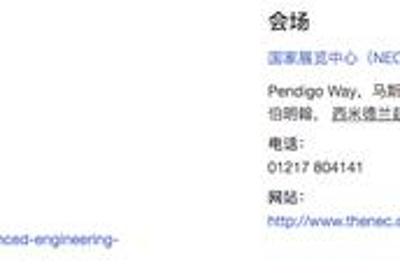 会场
国家展览中心（NEC
Pendigo Way，马斯
伯明翰， 西米德兰
电话：
01217 804141
网站：
http://www.thenec.
nced-engineering-